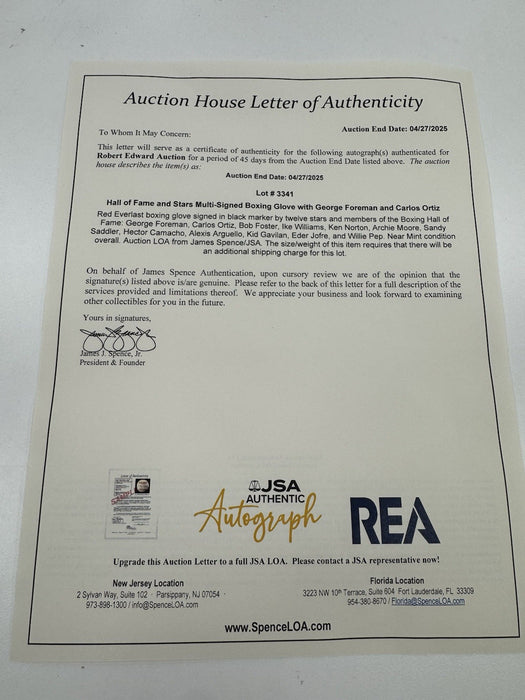 Auction House Letter of Authenticity
Auction End Date: 04/27/2025
To Whom It May Concern:
This letter will serve as a certificate of authenticity for the following autograph(s) authenticated for
Robert Edward Auction for a period of 45 days from the Auction End Date listed above. The auction
house describes the item(s) as:
Auction End Date: 04/27/2025
Lot # 3341
Hall of Fame and Stars Multi-Signed Boxing Glove with George Foreman and Carlos Ortiz
Red Everlast boxing glove signed in black marker by twelve stars and members of the Boxing Hall of
Fame: George Foreman, Carlos Ortiz, Bob Foster, Ike Williams, Ken Norton, Archie Moore, Sandy
Saddler, Hector Camacho, Alexis Arguello, Kid Gavilan, Eder Jofre, and Willie Pep. Near Mint condition
overall. Auction LOA from James Spence/JSA. The size/weight of this item requires that there will be
an additional shipping charge for this lot.
On behalf of James Spence Authentication, upon cursory review we are of the opinion that the
signature(s) listed above is/are genuine. Please refer to the back of this letter for a full description of the
services provided and limitations thereof. We appreciate your business and look forward to examining
other collectibles for you in the future.
Yours in signatures,
James J. Spence, Jr.
President & Founder
JSA
AUTHENTIC
Autograph
REA
Upgrade this Auction Letter to a full JSA LOA. Please contact a JSA representative now!
New Jersey Location
2 Sylvan Way, Suite 102 · Parsippany, NJ 07054 ·
973-898-1300 / info@SpenceLOA.com
Florida Location
3223 NW 10th Terrace, Suite 604 Fort Lauderdale, FL 33309
954-380-8670 / Florida@SpenceLOA.com
www.SpenceLOA.com